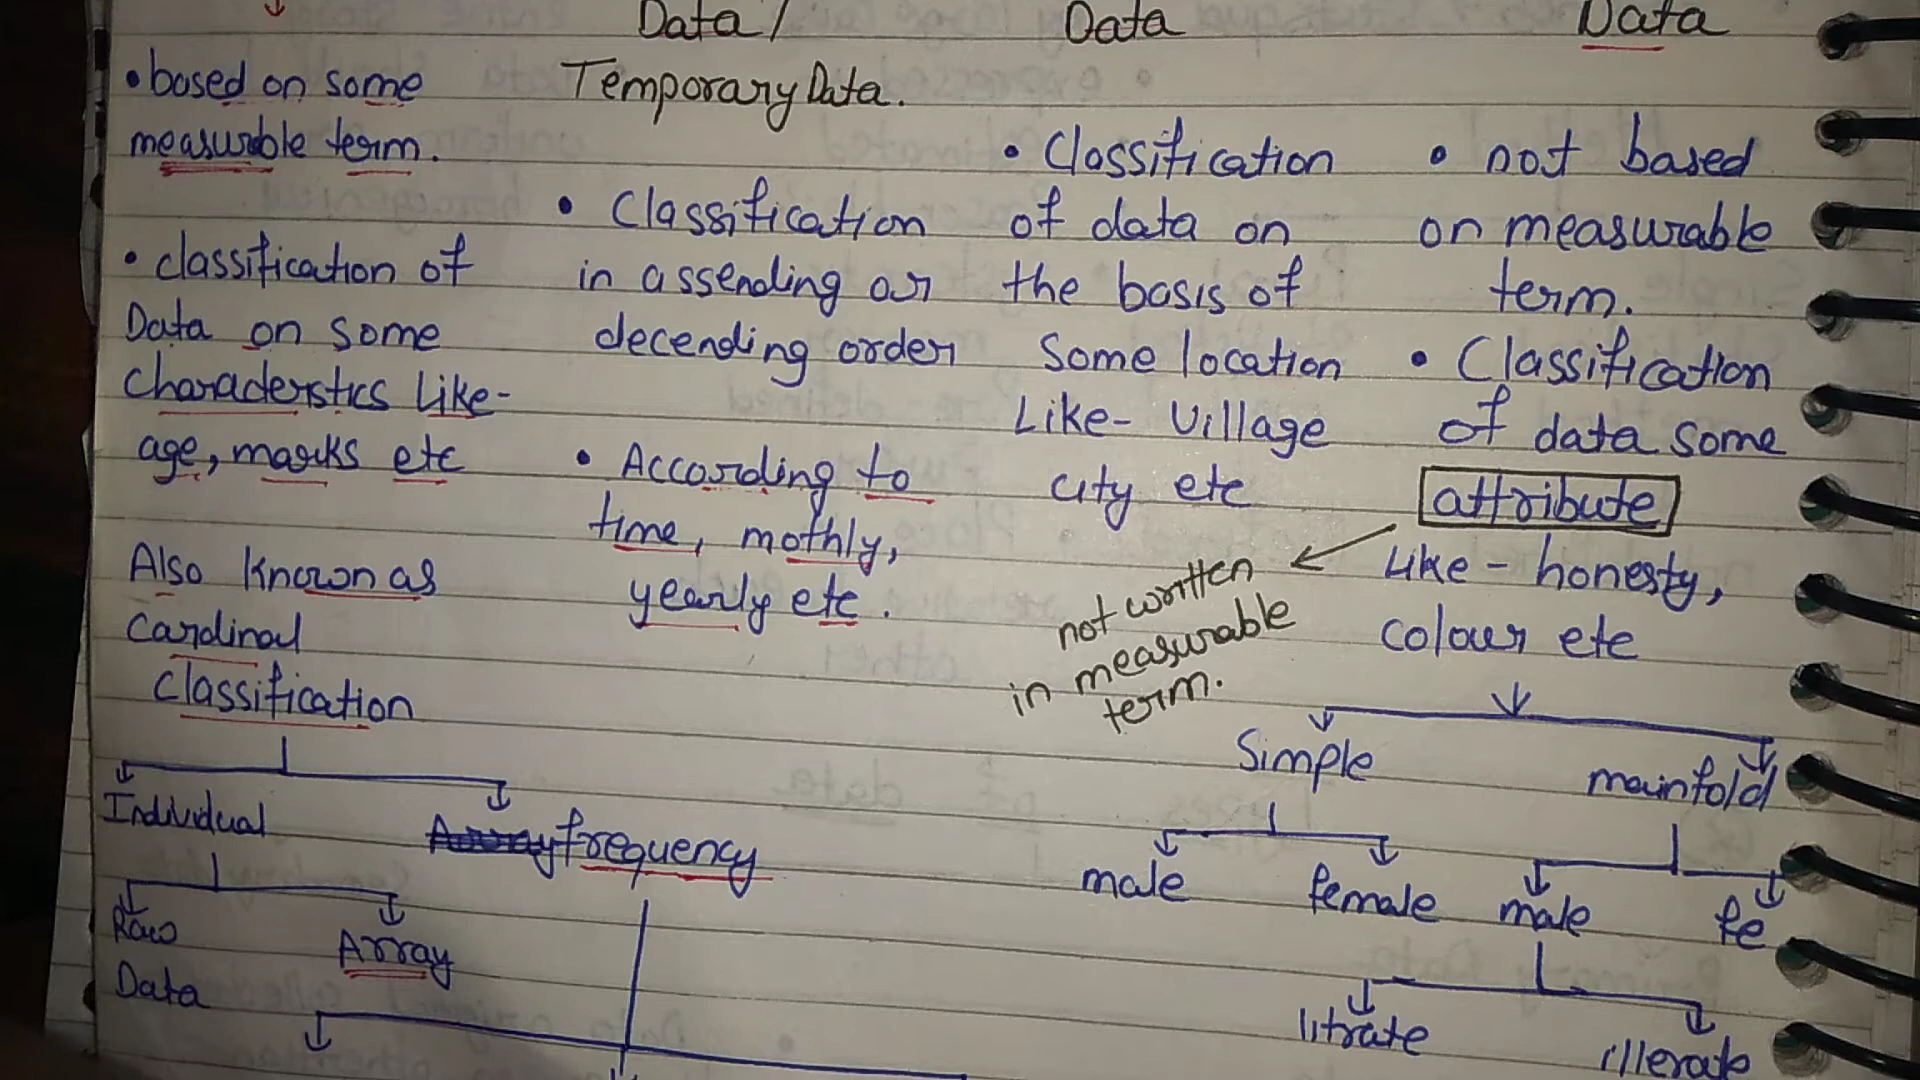 Data /
Temporary Data.
Data
Data
• based on some
measurable term.
• classification of
Data on some
characterstics like-
age, marks etc
Also known as
Cardinal
classification
Individual
frequency
Raw
Data
Array
• Classification
in assending or
decending order
• According to
time, mothly,
yearly etc.
• Classification
of data on
the basis of
Some location
Like- Village
city etc
• not based
on measurable
term.
• Classification
of data some
attribute
like - honesty,
colour etc
not written
in measurable
term.
Simple
mainfold
male
female
male
fe
litrate
illerate